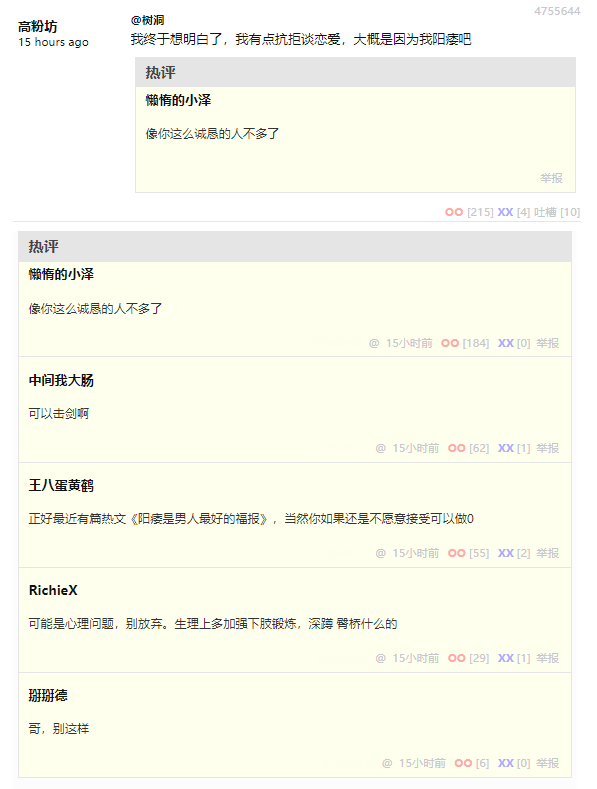 4755644
高粉坊
15 hours ago
@树洞
我终于想明白了，我有点抗拒谈恋爱，大概是因为我阳痿吧
热评
懒惰的小泽
像你这么诚恳的人不多了
举报
OO [215] XX [4] 吐槽 [10]
热评
懒惰的小泽
像你这么诚恳的人不多了
@ 15小时前 OO [184] XX [0] 举报
中间我大肠
可以击剑啊
@ 15小时前 OO [62] XX [1] 举报
王八蛋黄鹤
正好最近有篇热文《阳痿是男人最好的福报》，当然你如果还是不愿意接受可以做0
@ 15小时前 OO [55] XX [2] 举报
RichieX
可能是心理问题，别放弃。生理上多加强下肢锻炼，深蹲 臀桥什么的
@ 15小时前 OO [29] XX [1] 举报
掰掰德
哥，别这样
@ 15小时前 OO [6] XX [0] 举报